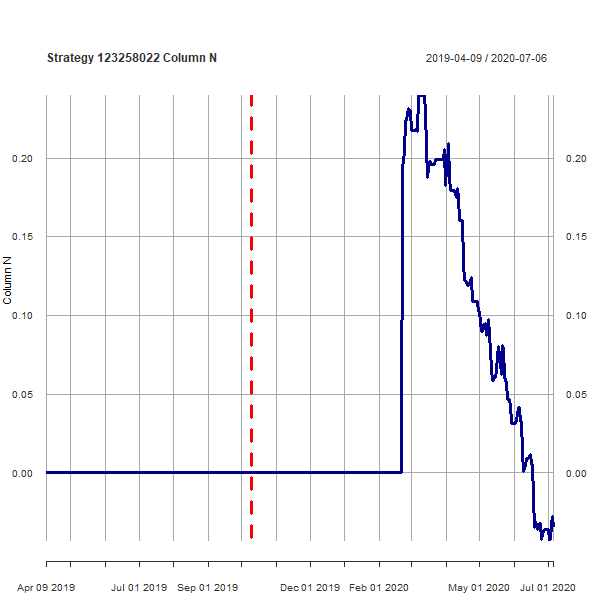 Strategy 123258022 Column N
2019-04-09 / 2020-07-06
0.20
0.20
0.15
0.15
Column N
0.10
0.10
0.05
0.05
0.00
0.00
Apr 09 2019
Jul 01 2019
Sep 01 2019
Dec 01 2019
Feb 01 2020
May 01 2020
Jul 01 2020